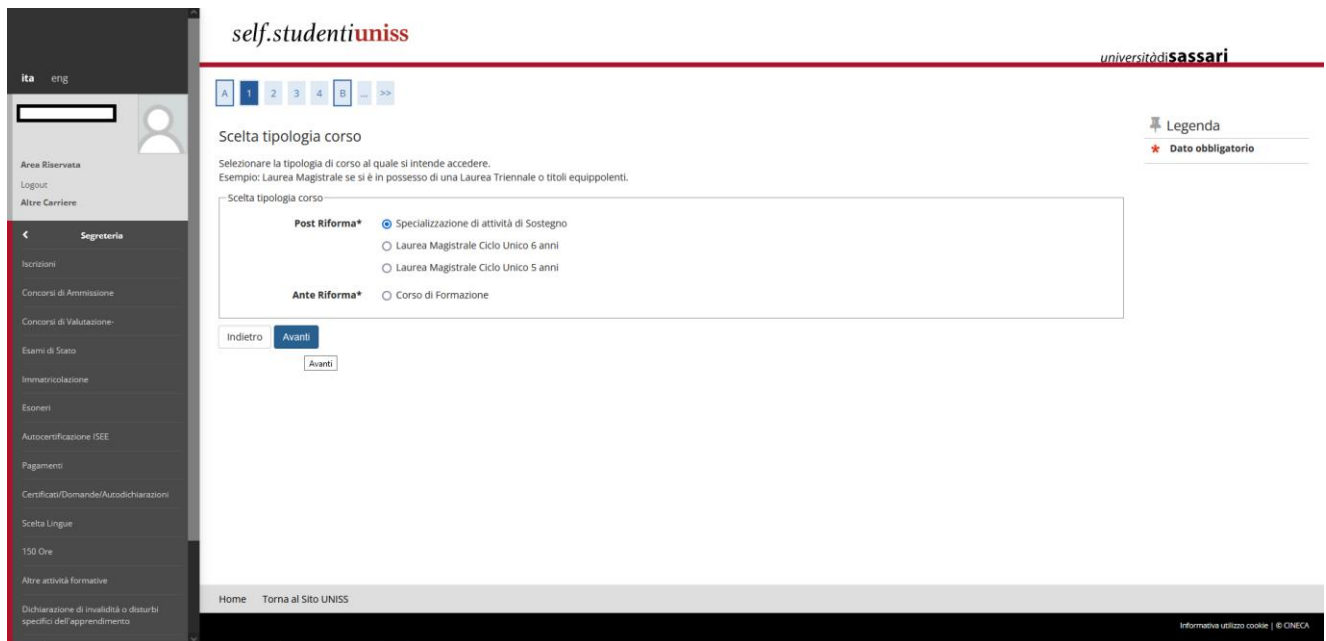 self.studentiuniss
universitàdisassari
ita eng
Area Riservata
Logout
Altre Carriere
Segreteria
Iscrizioni
Concorsi di Ammissione
Concorsi di Valutazione-
Esami di Stato
Immatricolazione
Esoneri
Autocertificazione ISEE
Pagamenti
Certificati/Domande/Autodichiarazioni
Scelta Lingue
150 Ore
Altre attività formative
Dichiarazione di invalidità o disturbi
specifici dell'apprendimento
A 1 2 3 4 B ... >>
Scelta tipologia corso
Selezionare la tipologia di corso al quale si intende accedere.
Esempio: Laurea Magistrale se si è in possesso di una Laurea Triennale o titoli equippolenti.
Scelta tipologia corso
Post Riforma* Specializzazione di attività di Sostegno
Laurea Magistrale Ciclo Unico 6 anni
Laurea Magistrale Ciclo Unico 5 anni
Ante Riforma* Corso di Formazione
Indietro Avanti
Avanti
Legenda
* Dato obbligatorio
Home Torna al Sito UNISS
Informativa utilizzo cookie | © CINECA